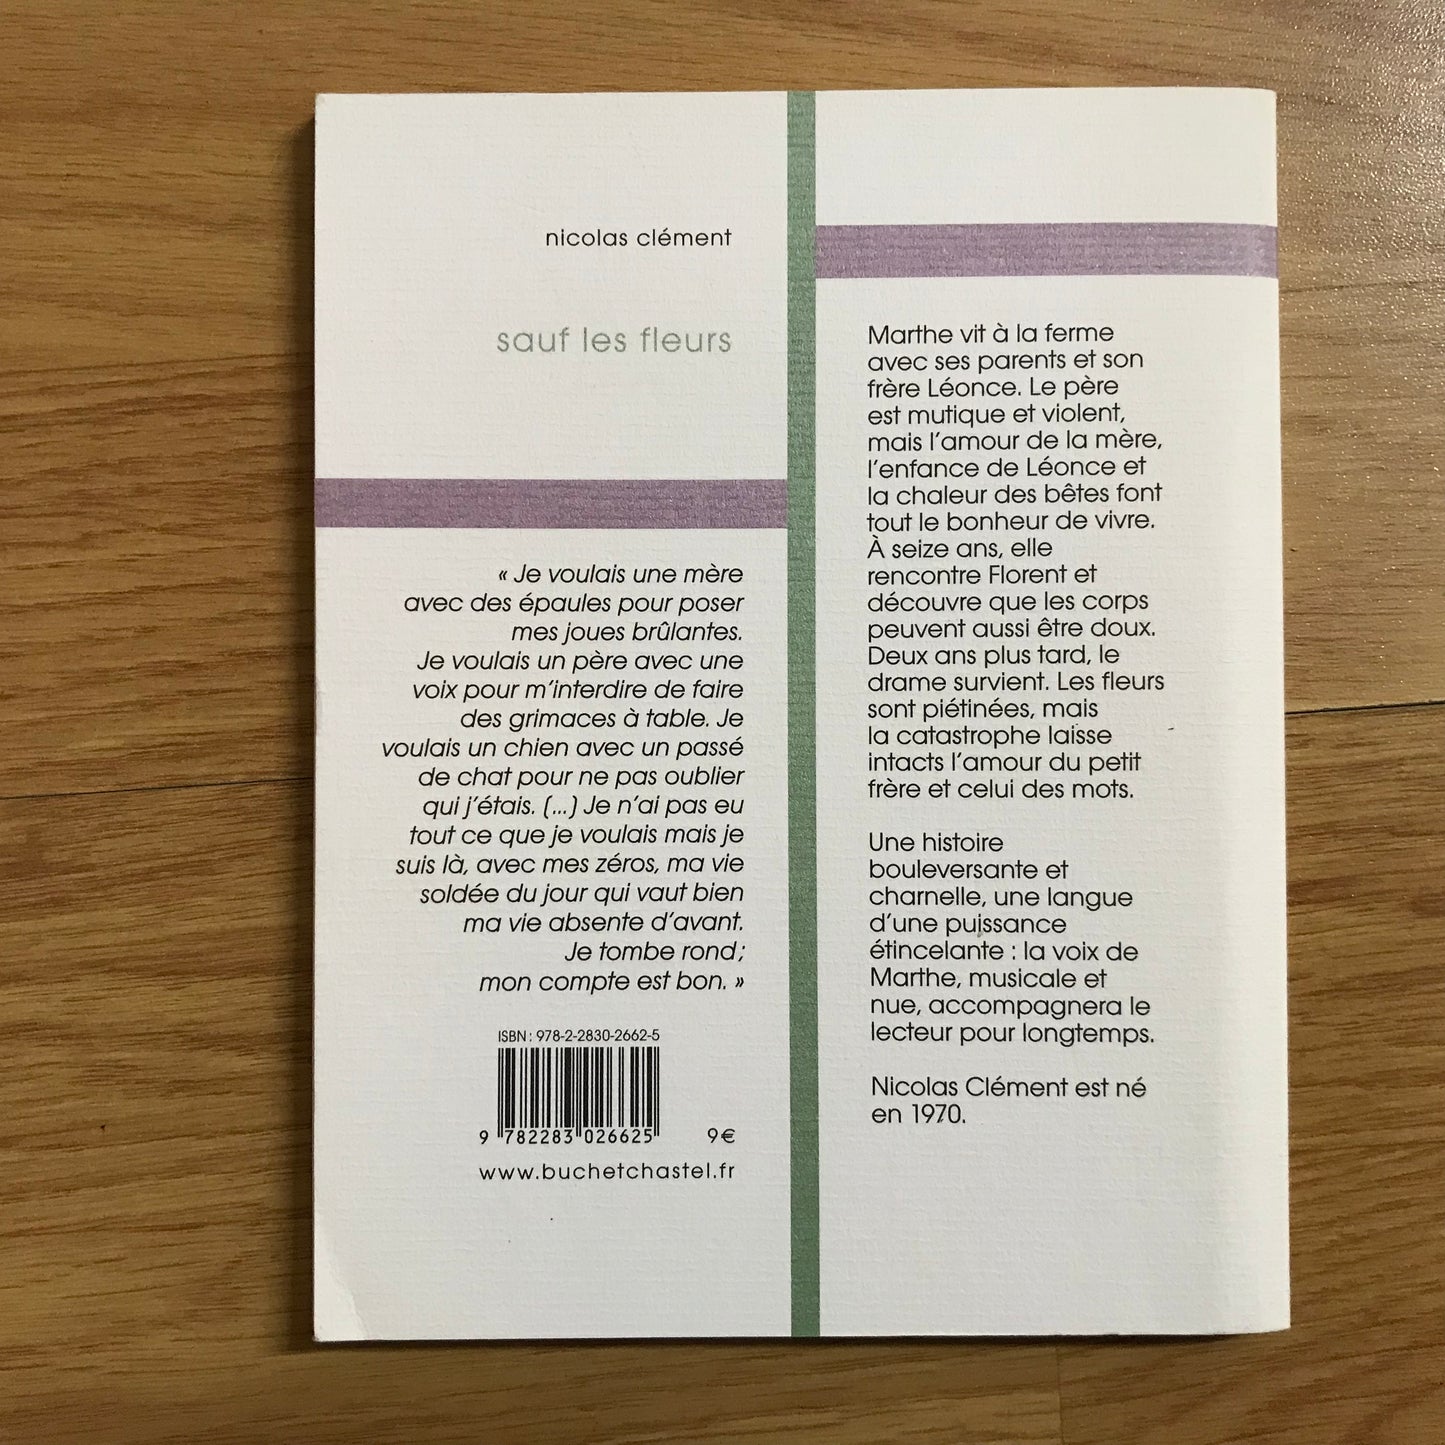 nicolas clément
sauf les fleurs
« Je voulais une mère
avec des épaules pour poser
mes joues brûlantes.
Je voulais un père avec une
voix pour m'interdire de faire
des grimaces à table. Je
voulais un chien avec un passé
de chat pour ne pas oublier
qui j'étais. (...) Je n'ai pas eu
tout ce que je voulais mais je
suis là, avec mes zéros, ma vie
soldée du jour qui vaut bien
ma vie absente d'avant.
Je tombe rond;
mon compte est bon. »
ISBN : 978-2-2830-2662-5
9 782283 026625
9€
www.buchetchastel.fr
Marthe vit à la ferme
avec ses parents et son
frère Léonce. Le père
est mutique et violent,
mais l'amour de la mère,
l'enfance de Léonce et
la chaleur des bêtes font
tout le bonheur de vivre.
À seize ans, elle
rencontre Florent et
découvre que les corps
peuvent aussi être doux.
Deux ans plus tard, le
drame survient. Les fleurs
sont piétinées, mais
la catastrophe laisse
intacts l'amour du petit
frère et celui des mots.
Une histoire
bouleversante et
charnelle, une langue
d'une puissance
étincelante : la voix de
Marthe, musicale et
nue, accompagnera le
lecteur pour longtemps.
Nicolas Clément est né
en 1970.